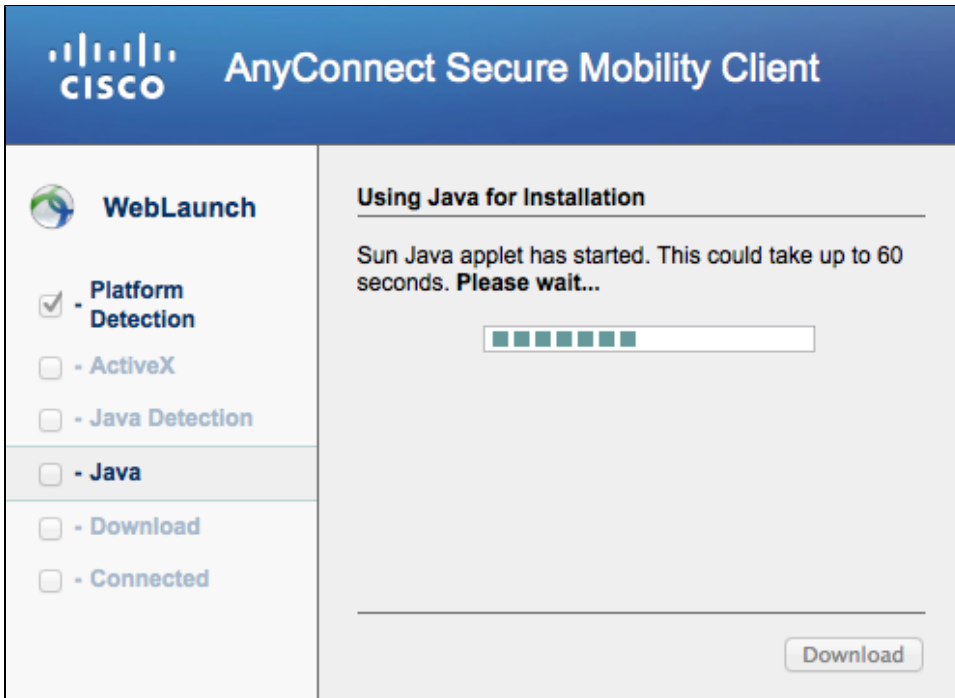 CISCO
AnyConnect Secure Mobility Client
WebLaunch
- Platform
Detection
- ActiveX
- Java Detection
- Java
- Download
- Connected
Using Java for Installation
Sun Java applet has started. This could take up to 60
seconds. Please wait...
Download